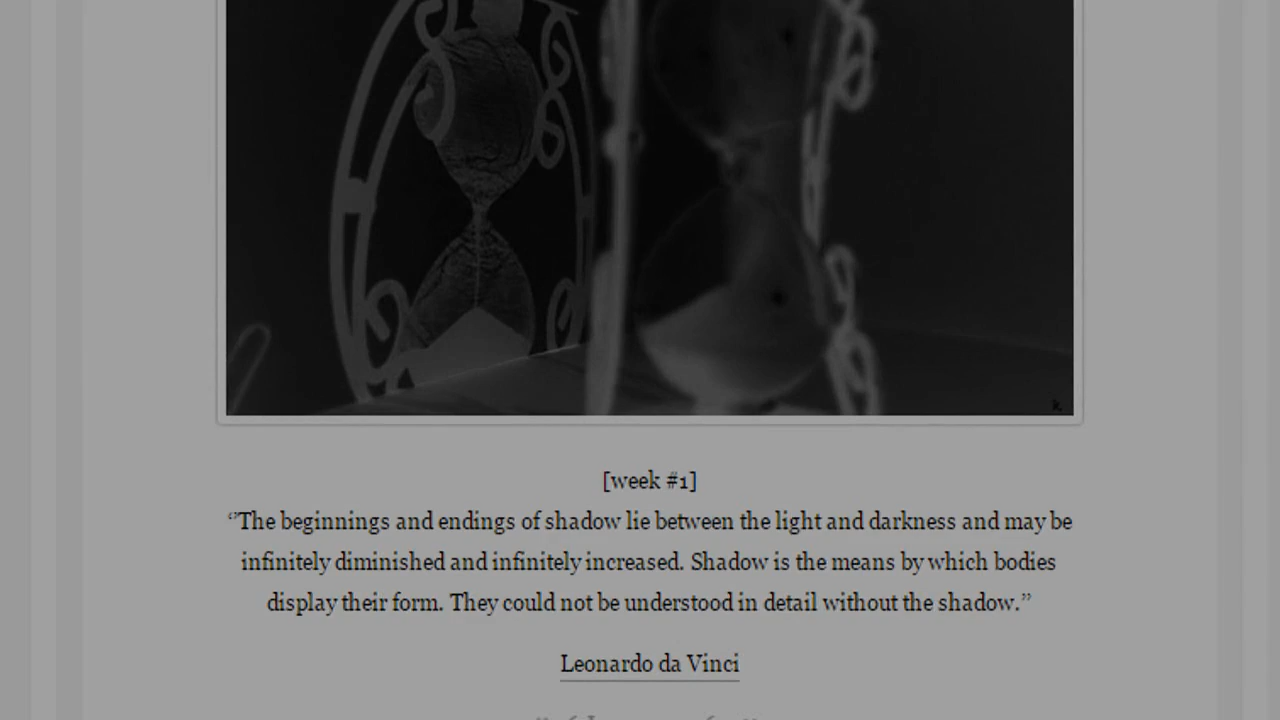 [week #1]
“The beginnings and endings of shadow lie between the light and darkness and may be
infinitely diminished and infinitely increased. Shadow is the means by which bodies
display their form. They could not be understood in detail without the shadow.”
Leonardo da Vinci